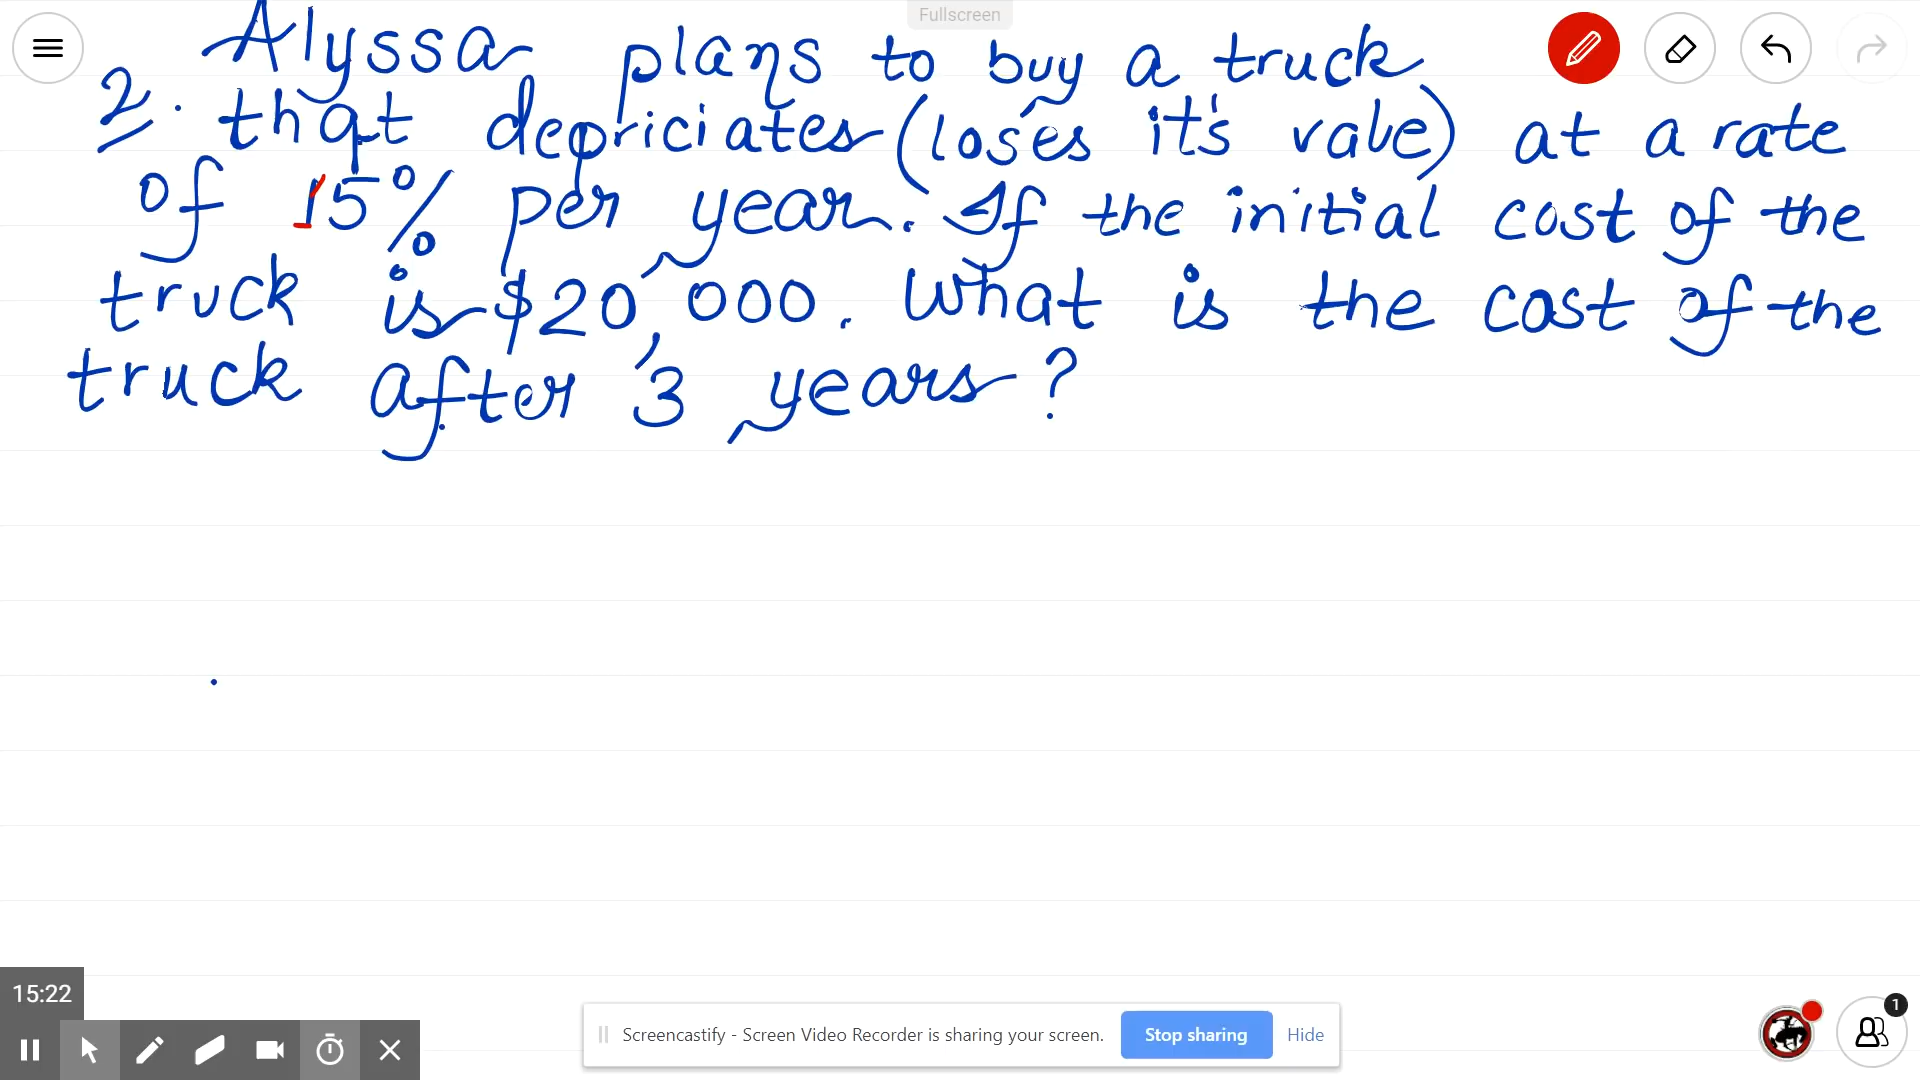 Fullscreen
Alyssa plans to buy a truck
2. that depriciates (loses it's value) at a rate
of 15% per year. If the initial cost of the
truck is $20,000. What is the cost of the
truck after 3 years?
15:22
Screencastify - Screen Video Recorder is sharing your screen.
Stop sharing
Hide
1